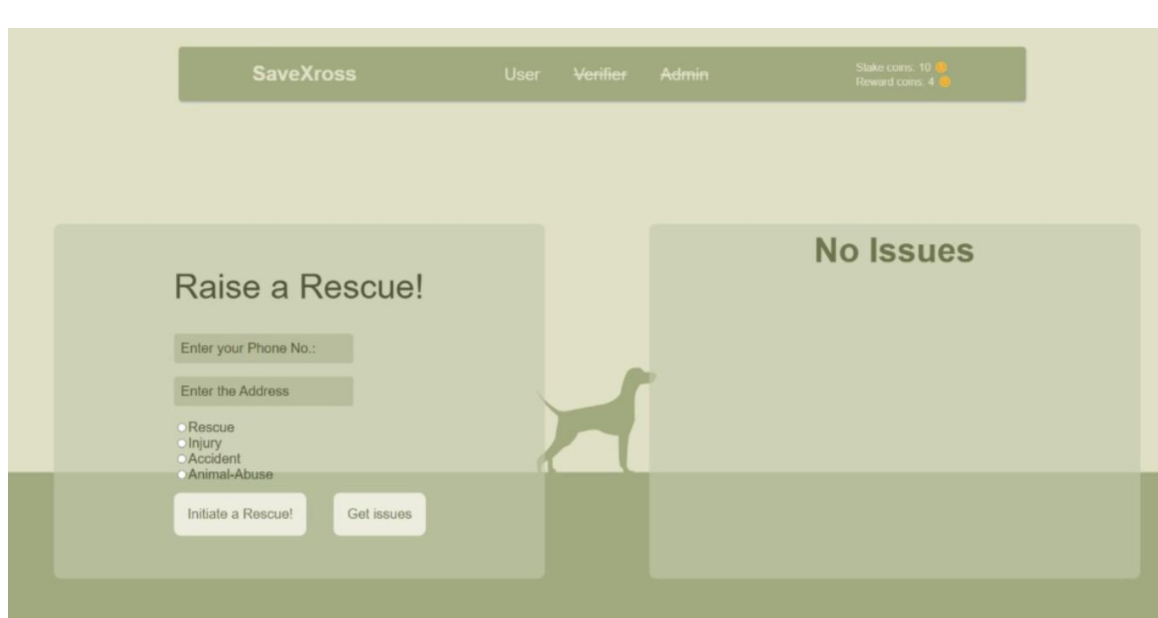 SaveXross
User Verifier Admin
Stake coins: 10
Reward coins: 4
Raise a Rescue!
Enter your Phone No.:
Enter the Address
Rescue
Injury
Accident
Animal-Abuse
Initiate a Rescue! Get issues
No Issues